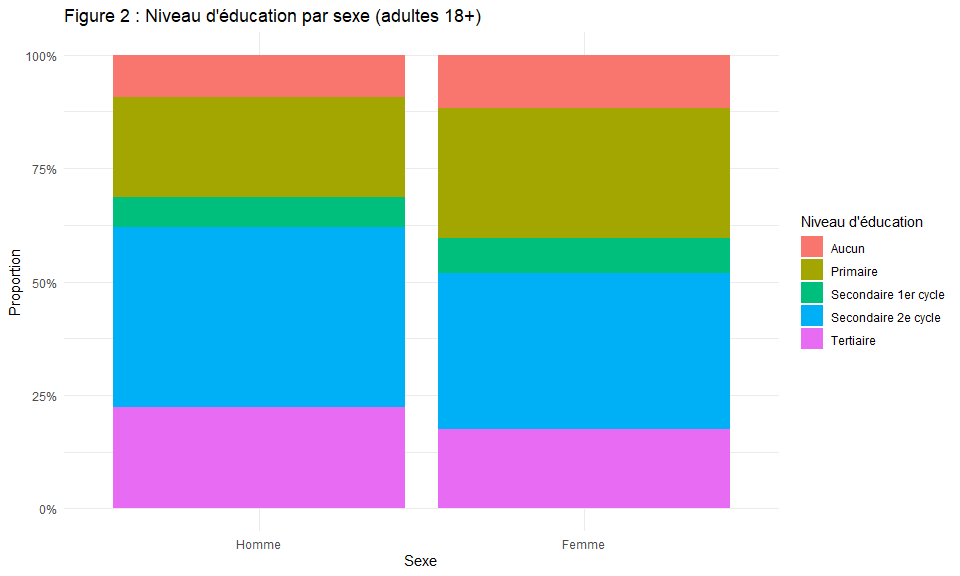 Figure 2 : Niveau d'éducation par sexe (adultes 18+)
100%
75%
50%
25%
0%
Proportion
Homme
Femme
Sexe
Niveau d'éducation
Aucun
Primaire
Secondaire 1er cycle
Secondaire 2e cycle
Tertiaire